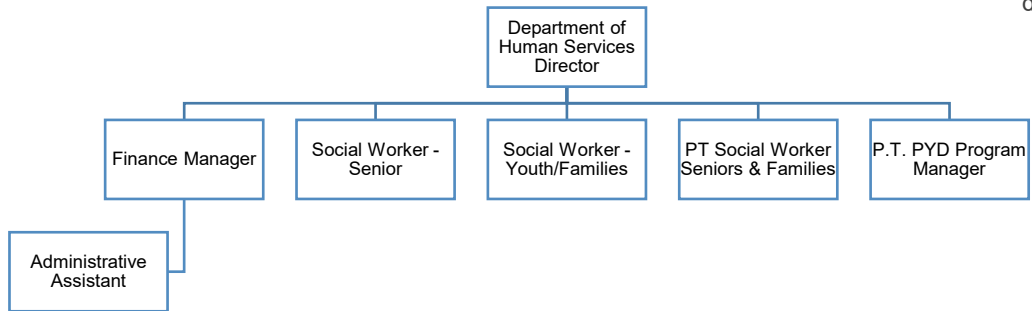 Department of
Human Services
Director
Finance Manager
Social Worker -
Senior
Social Worker -
Youth/Families
PT Social Worker
Seniors & Families
P.T. PYD Program
Manager
Administrative
Assistant